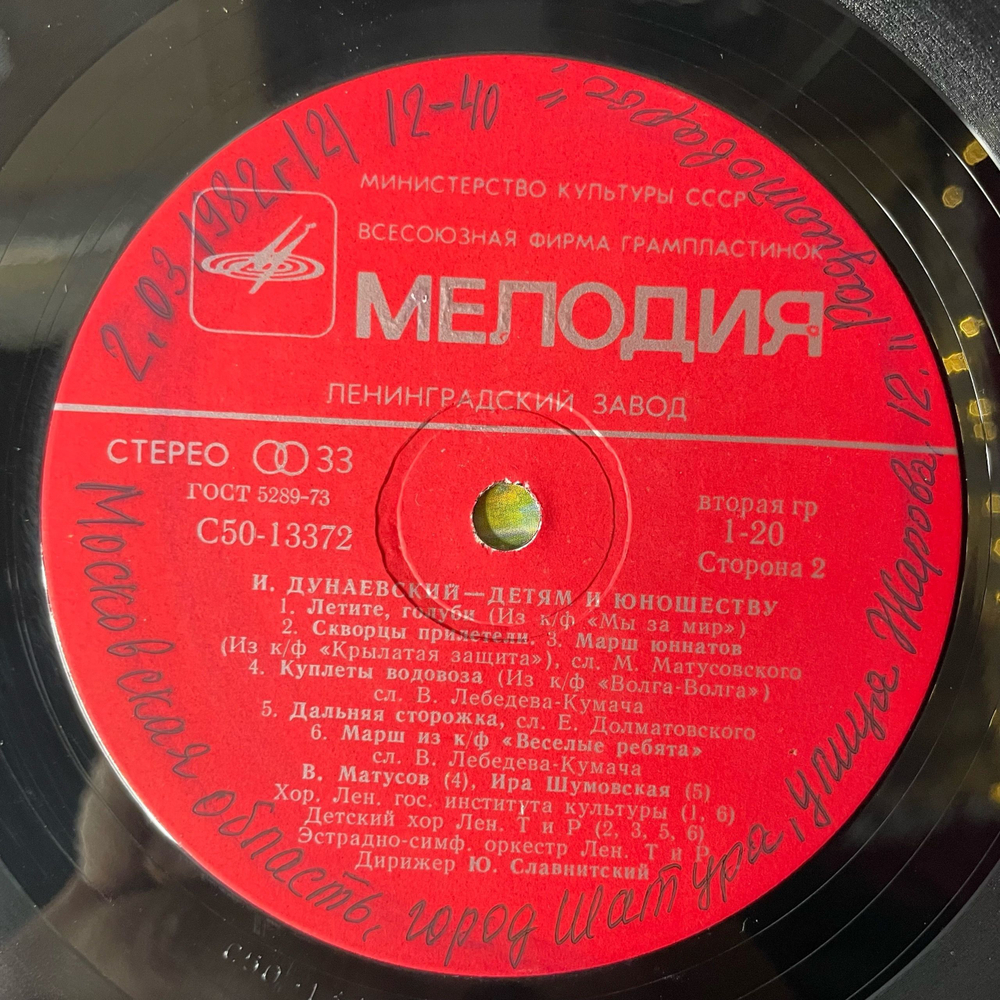 2.03 1982г 12 12-40
МИНИСТЕРСТВО КУЛЬТУРЫ СССР
ВСЕСОЮЗНАЯ ФИРМА ГРАМПЛАСТИНОК
МЕЛОДИЯ
ЛЕНИНГРАДСКИЙ ЗАВОД
СТЕРЕО 33
ГОСТ 5289-73
С50-13372
вторая гр
1-20
Сторона 2
И. ДУНАЕВСКИЙ—ДЕТЯМ И ЮНОШЕСТВУ
1. Летите, голуби (Из к/ф «Мы за мир»)
2. Скворцы прилетели, 3. Марш юннатов
(Из к/ф «Крылатая защита»), сл. М. Матусовского
4. Куплеты водовоза (Из к/ф «Волга-Волга»)
сл. В. Лебедева-Кумача
5. Дальняя сторожка, сл. Е. Долматовского
6. Марш из к/ф «Веселые ребята»
сл. В. Лебедева-Кумача
В. Матусов (4), Ира Шумовская (5)
Хор. Лен. гос. института культуры (1, 6)
Детский хор Лен. Т и Р (2, 3, 5, 6)
Эстрадно-симф. оркестр Лен. Т и Р
Дирижер Ю. Славнитский
Московская область, город Шатура, улица Жарова, 12. "Радиотовары"